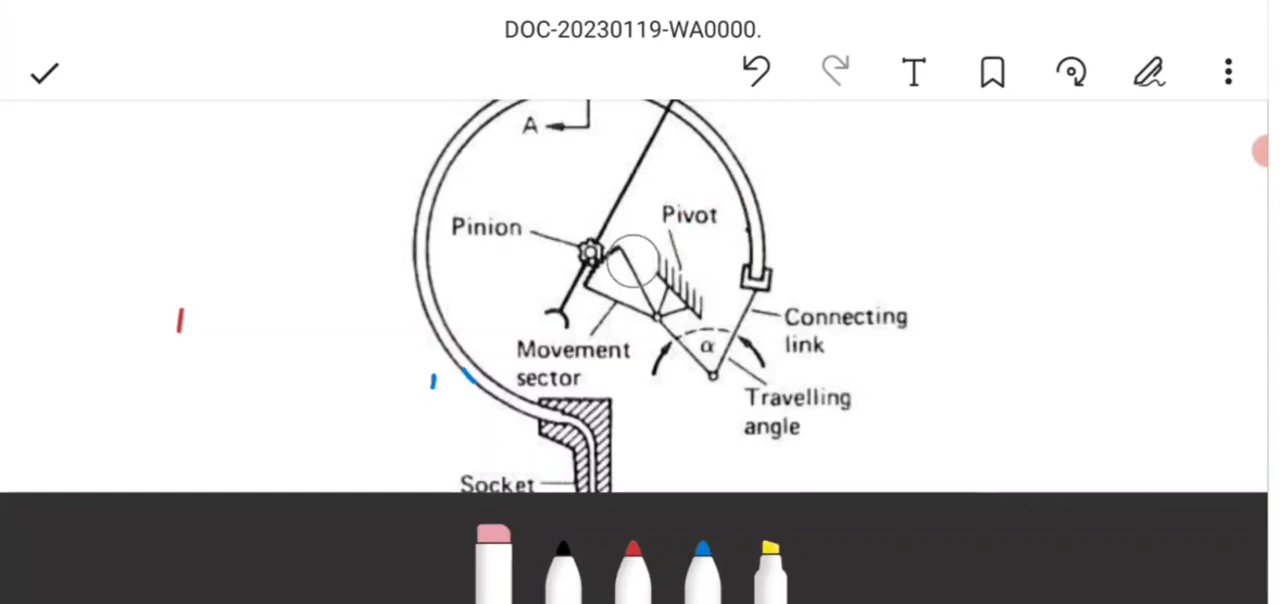 DOC-20230119-WA0000.
T
A
Pinion
Pivot
Connecting
link
Movement
sector
α
Travelling
angle
Socket